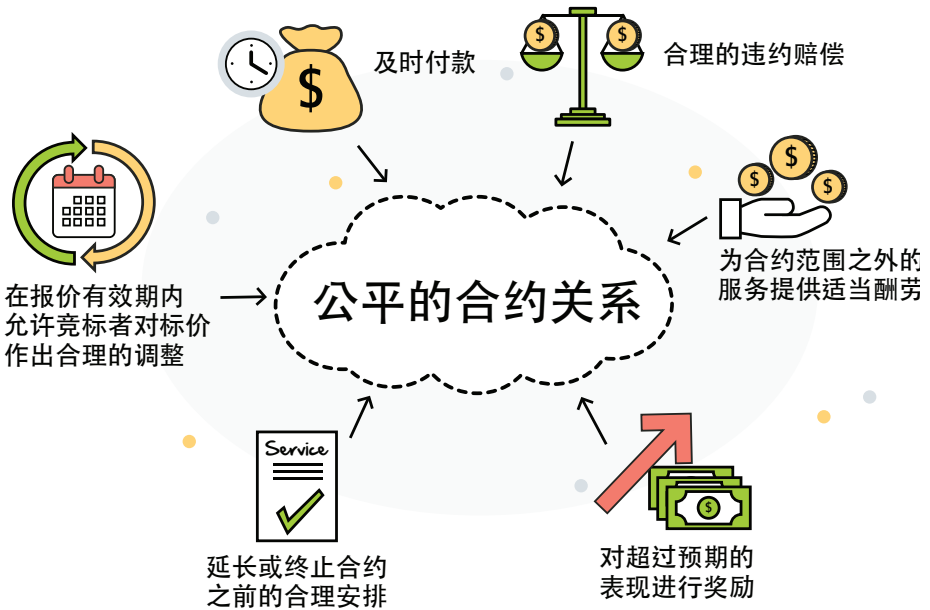 及时付款
合理的违约赔偿
$
$
$
$
$
$
为合约范围之外的
服务提供适当酬劳
在报价有效期内
允许竞标者对标价
作出合理的调整
公平的合约关系
Service
延长或终止合约
之前的合理安排
$
对超过预期的
表现进行奖励